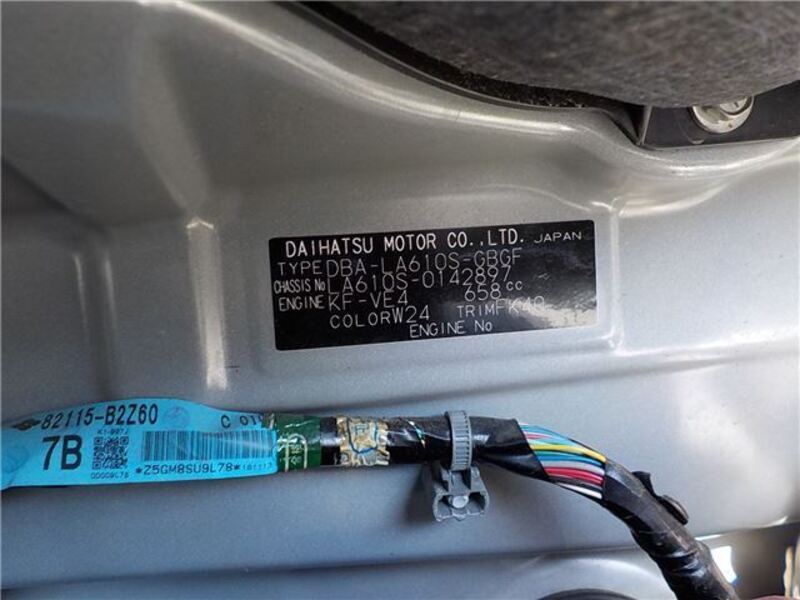 DAIHATSU MOTOR CO.,LTD. JAPAN
TYPE DBA-LA610S-GBGF
CHASSIS No LA610S-0142897
ENGINE KF-VE4 658cc
COLOR W24 TRIM FK40
ENGINE No
82115-B2Z60
7B
*Z5GM8SU9L78*